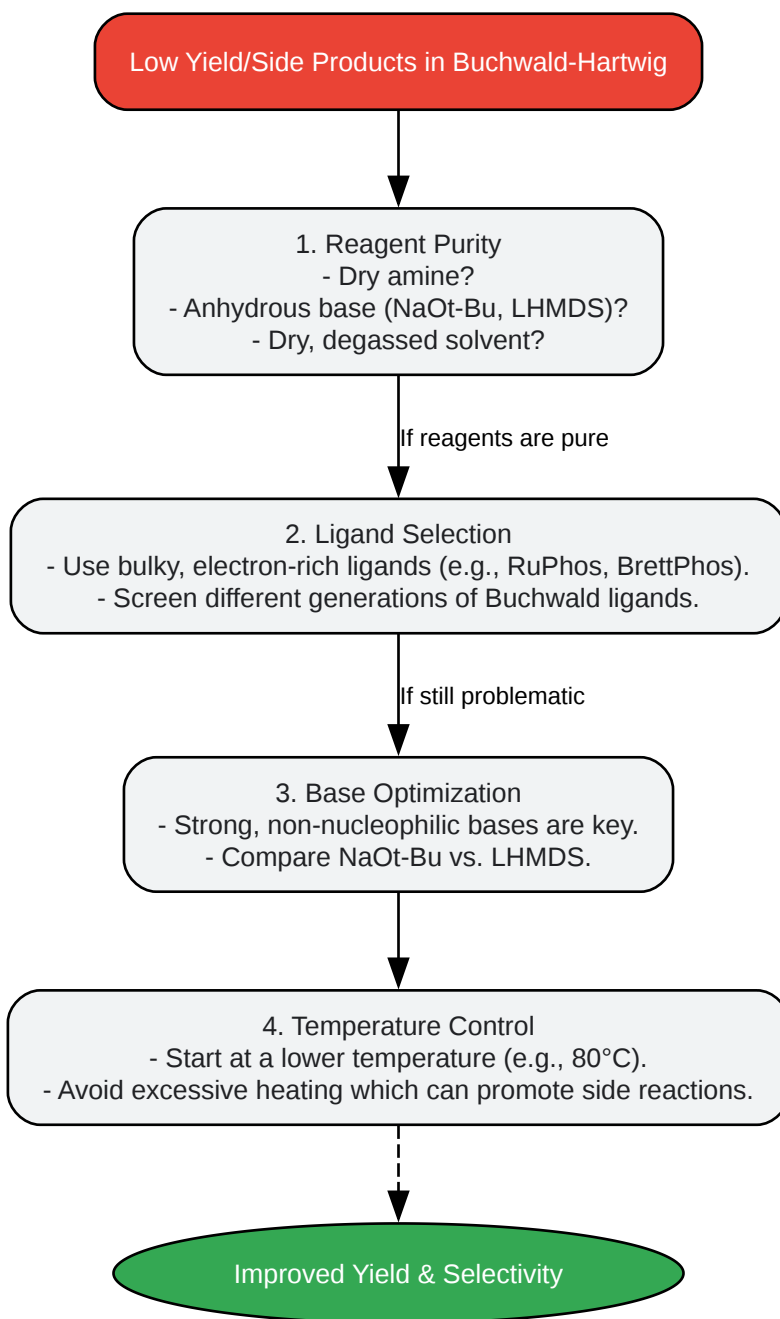 Low Yield/Side Products in Buchwald-Hartwig
1. Reagent Purity
- Dry amine?
- Anhydrous base (NaOt-Bu, LHMDS)?
- Dry, degassed solvent?
If reagents are pure
2. Ligand Selection
- Use bulky, electron-rich ligands (e.g., RuPhos, BrettPhos).
- Screen different generations of Buchwald ligands.
If still problematic
3. Base Optimization
- Strong, non-nucleophilic bases are key.
- Compare NaOt-Bu vs. LHMDS.
4. Temperature Control
- Start at a lower temperature (e.g., 80°C).
- Avoid excessive heating which can promote side reactions.
Improved Yield & Selectivity